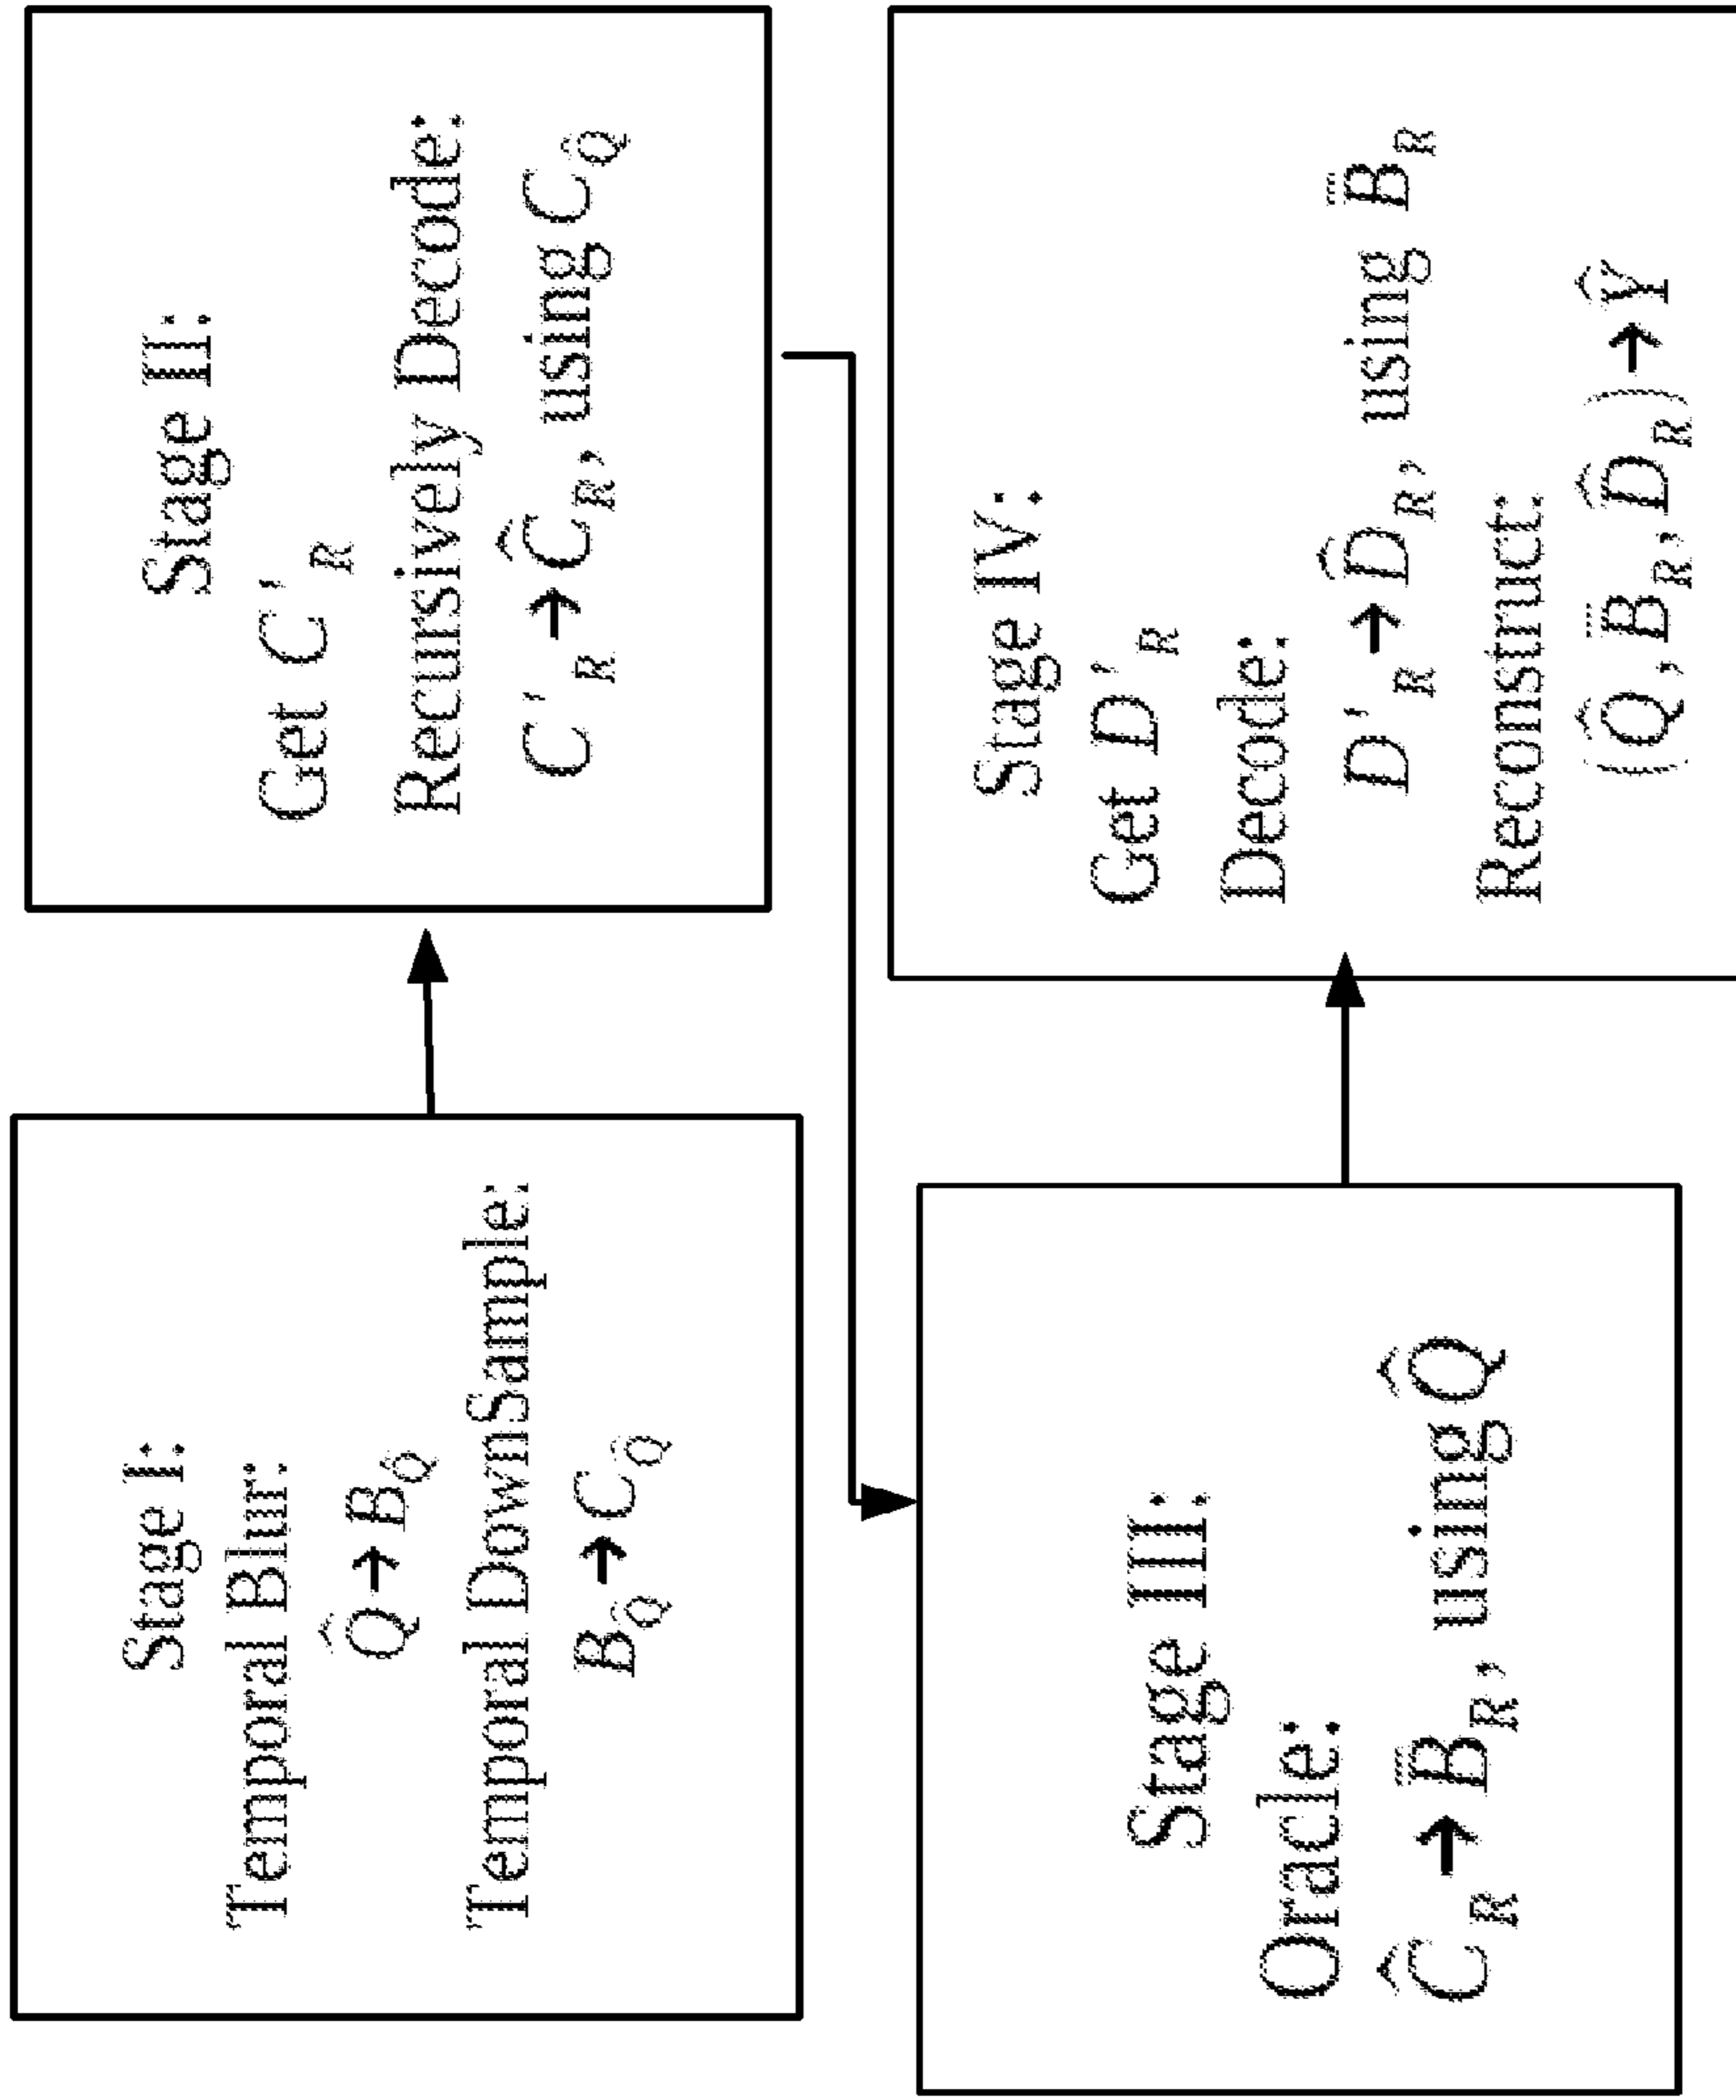 Stage I:
Temporal Blur:
Q̂ → B_Q̂
Temporal DownSample:
B_Q̂ → C_Q̂
Stage II:
Get C'_R
Recursively Decode:
C'_R → Ĉ_R, using C_Q̂
Stage III:
Oracle:
Ĉ_R → B̿_R, using Q̂
Stage IV:
Get D'_R
Decode:
D'_R → D̂_R, using B̿_R
Reconstruct:
(Q̂, B̿_R, D̂_R) → Ŷ